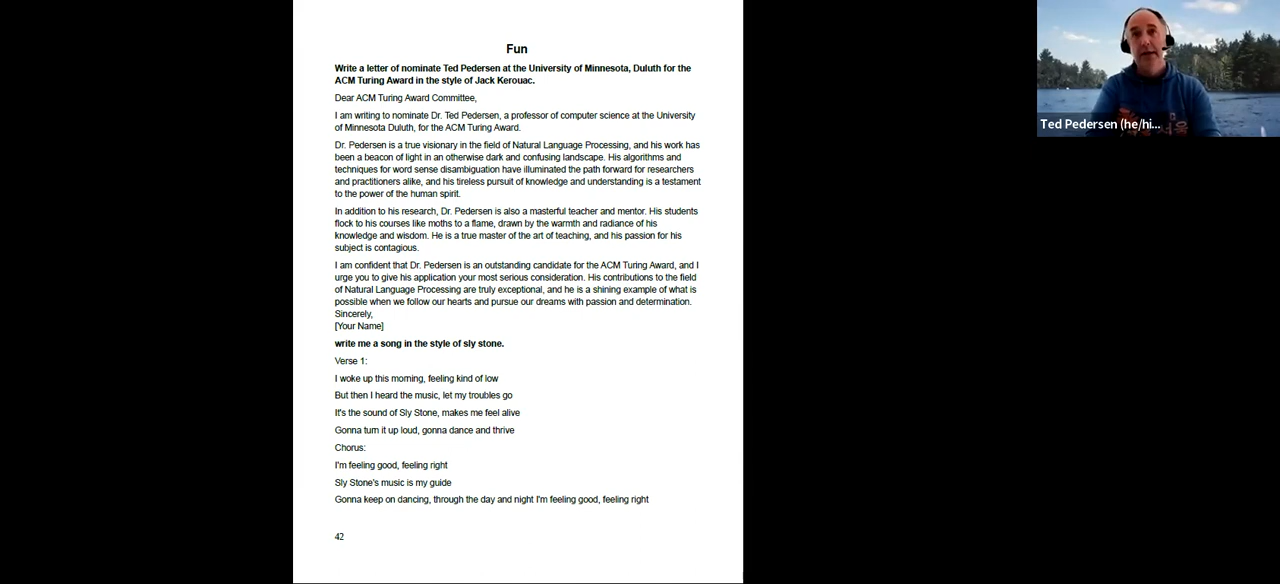 Fun
Write a letter of nominate Ted Pedersen at the University of Minnesota, Duluth for the
ACM Turing Award in the style of Jack Kerouac.
Dear ACM Turing Award Committee,
I am writing to nominate Dr. Ted Pedersen, a professor of computer science at the University
of Minnesota Duluth, for the ACM Turing Award.
Dr. Pedersen is a true visionary in the field of Natural Language Processing, and his work has
been a beacon of light in an otherwise dark and confusing landscape. His algorithms and
techniques for word sense disambiguation have illuminated the path forward for researchers
and practitioners alike, and his tireless pursuit of knowledge and understanding is a testament
to the power of the human spirit.
In addition to his research, Dr. Pedersen is also a masterful teacher and mentor. His students
flock to his courses like moths to a flame, drawn by the warmth and radiance of his
knowledge and wisdom. He is a true master of the art of teaching, and his passion for his
subject is contagious.
I am confident that Dr. Pedersen is an outstanding candidate for the ACM Turing Award, and I
urge you to give his application your most serious consideration. His contributions to the field
of Natural Language Processing are truly exceptional, and he is a shining example of what is
possible when we follow our hearts and pursue our dreams with passion and determination.
Sincerely,
[Your Name]
write me a song in the style of sly stone.
Verse 1:
I woke up this morning, feeling kind of low
But then I heard the music, let my troubles go
It's the sound of Sly Stone, makes me feel alive
Gonna turn it up loud, gonna dance and thrive
Chorus:
I'm feeling good, feeling right
Sly Stone's music is my guide
Gonna keep on dancing, through the day and night I'm feeling good, feeling right
42
Ted Pedersen (he/hi...